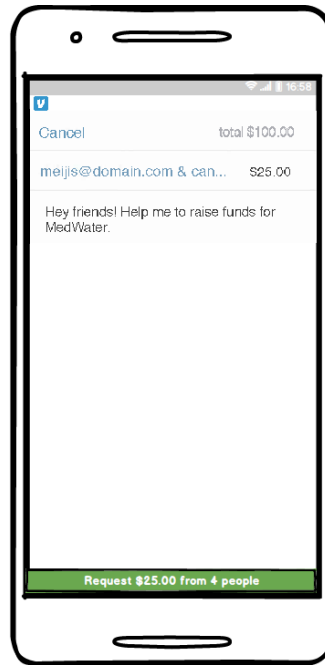 16:58
V
Cancel total $100.00
meijis@domain.com & can... $25.00
Hey friends! Help me to raise funds for
MedWater.
Request $25.00 from 4 people